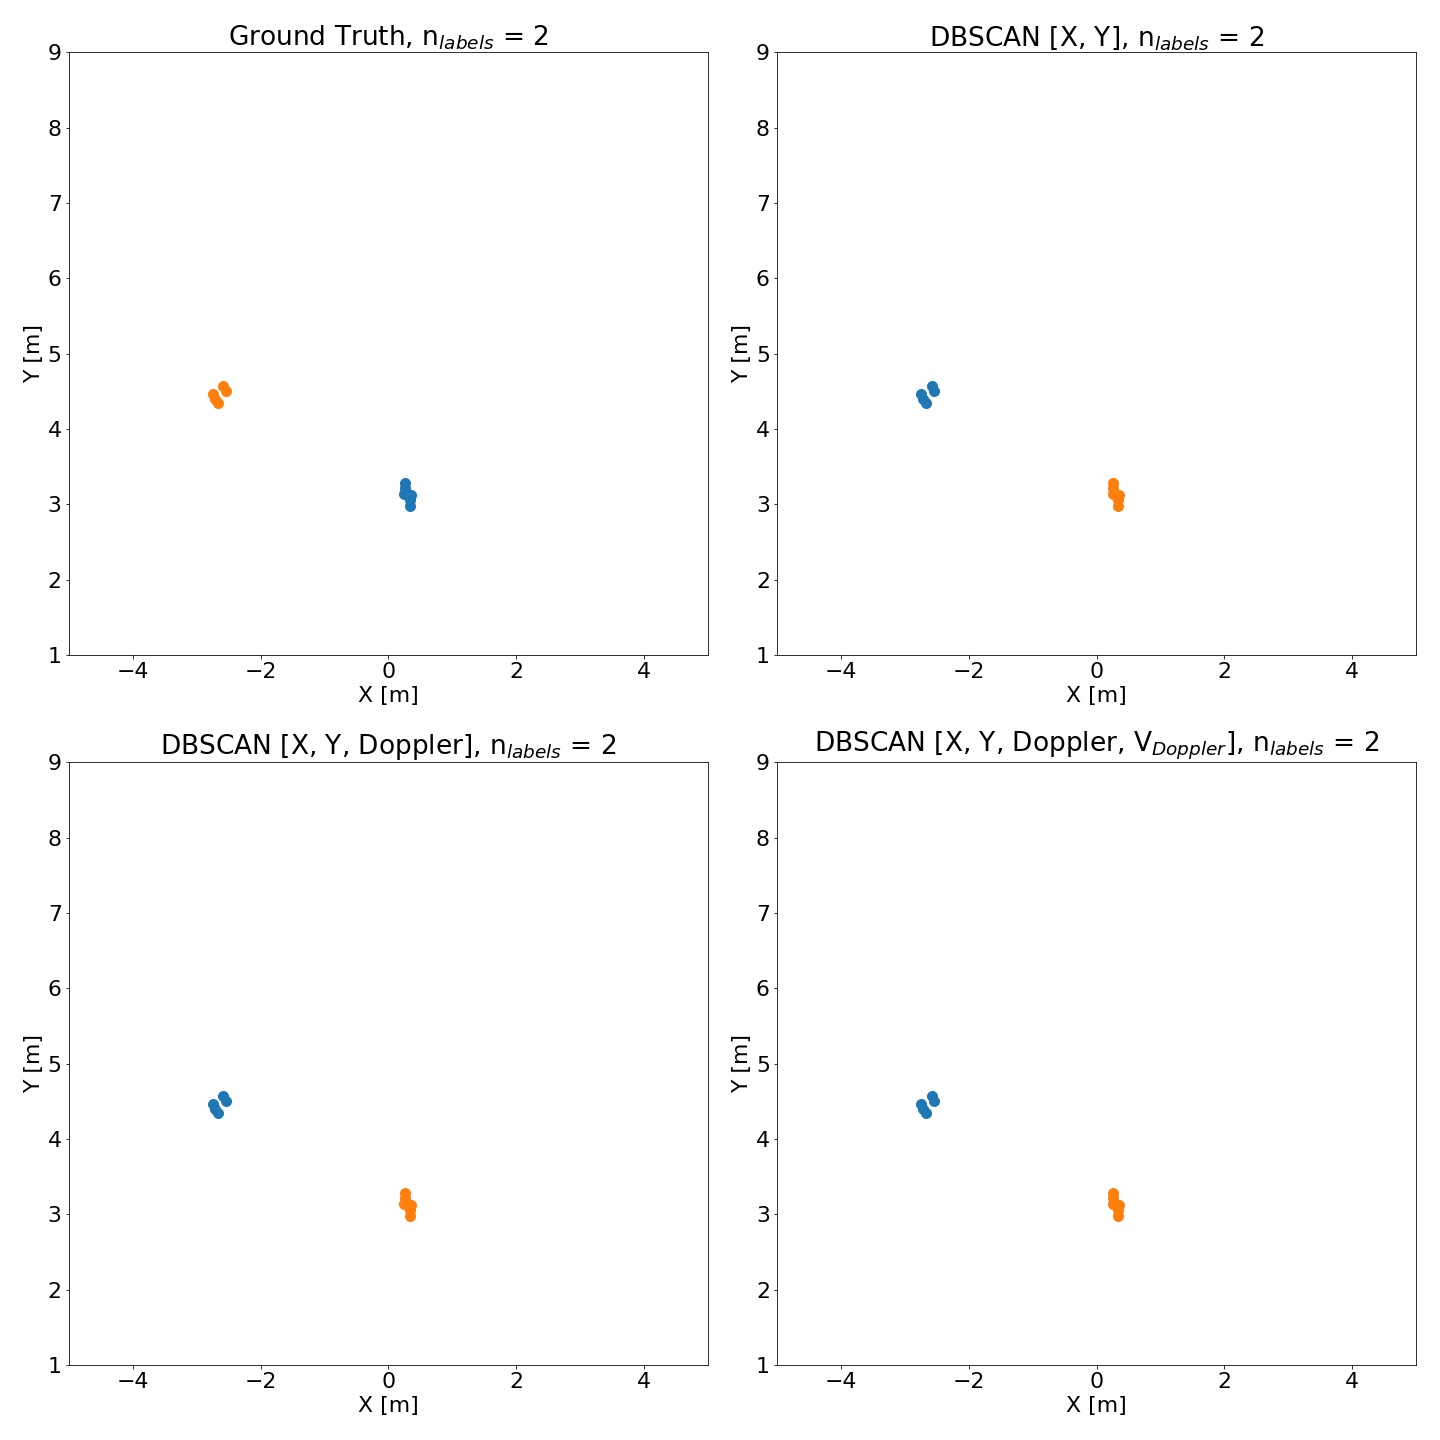 Ground Truth, n_labels = 2
9
8
7
6
5
4
3
2
1
Y [m]
−4 −2 0 2 4
X [m]
DBSCAN [X, Y], n_labels = 2
9
8
7
6
5
4
3
2
1
Y [m]
−4 −2 0 2 4
X [m]
DBSCAN [X, Y, Doppler], n_labels = 2
9
8
7
6
5
4
3
2
1
Y [m]
−4 −2 0 2 4
X [m]
DBSCAN [X, Y, Doppler, V_Doppler], n_labels = 2
9
8
7
6
5
4
3
2
1
Y [m]
−4 −2 0 2 4
X [m]